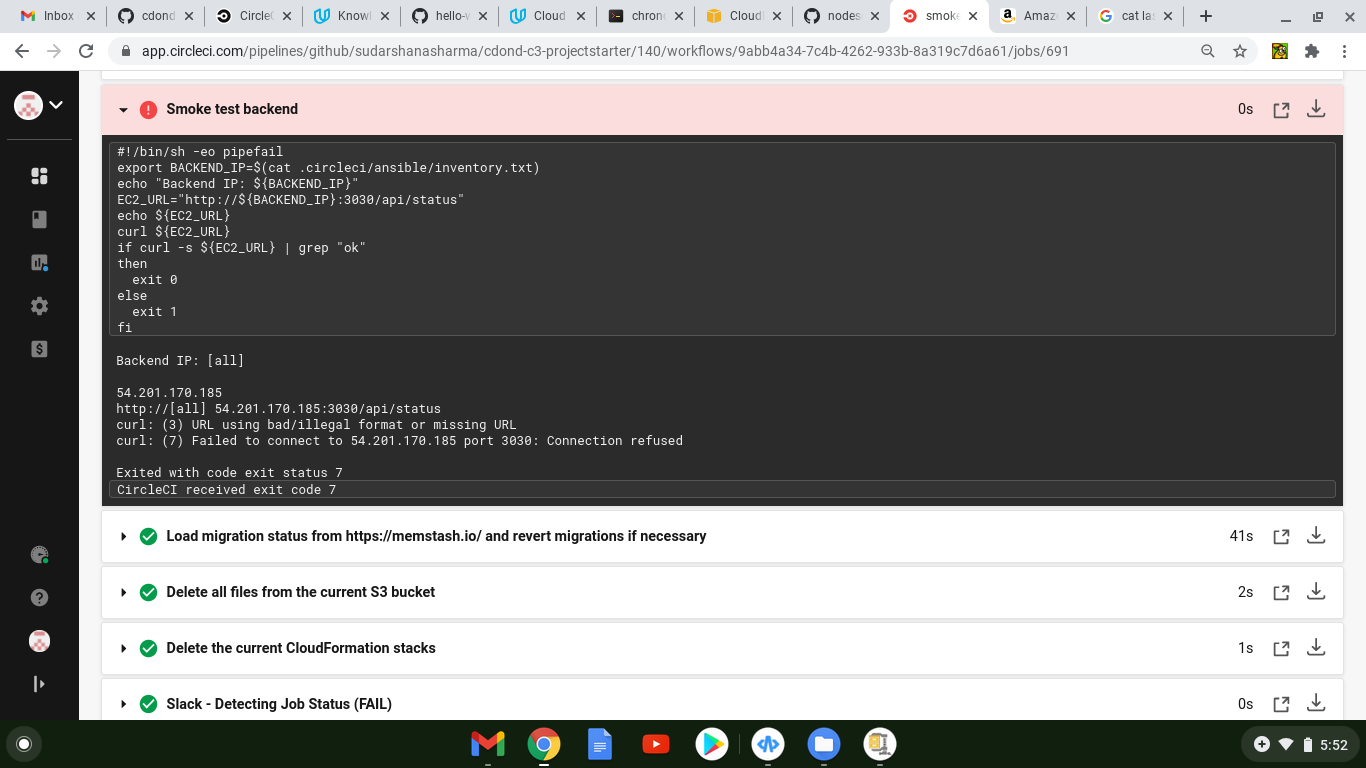 Inbox
cdond
CircleC
Knowl
hello-w
Cloud
chrom
Cloudl
nodes
smoke
Amaz
cat las
app.circleci.com/pipelines/github/sudarshanasharma/cdond-c3-projectstarter/140/workflows/9abb4a34-7c4b-4262-933b-8a319c7d6a61/jobs/691
Smoke test backend
0s
#!/bin/sh -eo pipefail
export BACKEND_IP=$(cat .circleci/ansible/inventory.txt)
echo "Backend IP: ${BACKEND_IP}"
EC2_URL="http://${BACKEND_IP}:3030/api/status"
echo ${EC2_URL}
curl ${EC2_URL}
if curl -s ${EC2_URL} | grep "ok"
then
  exit 0
else
  exit 1
fi
Backend IP: [all]
54.201.170.185
http://[all] 54.201.170.185:3030/api/status
curl: (3) URL using bad/illegal format or missing URL
curl: (7) Failed to connect to 54.201.170.185 port 3030: Connection refused
Exited with code exit status 7
CircleCI received exit code 7
Load migration status from https://memstash.io/ and revert migrations if necessary
41s
Delete all files from the current S3 bucket
2s
Delete the current CloudFormation stacks
1s
Slack - Detecting Job Status (FAIL)
0s
5:52